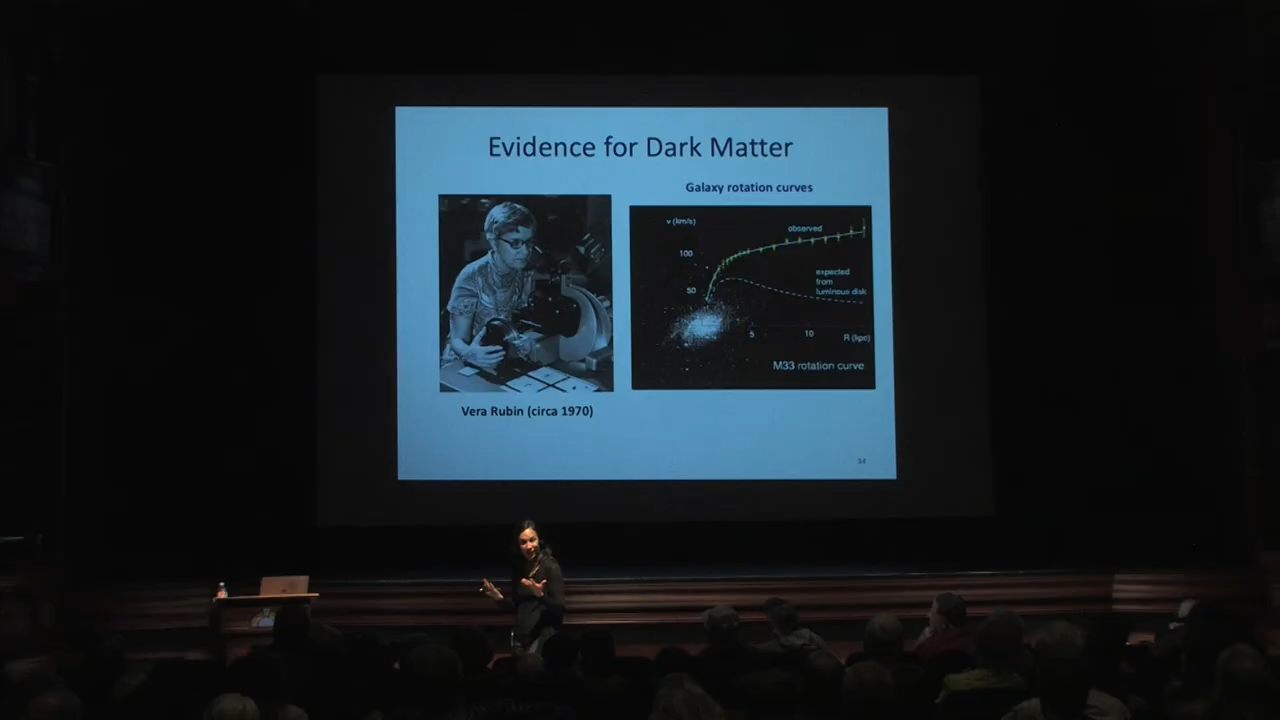 Evidence for Dark Matter
Galaxy rotation curves
v (km/s)
observed
100
expected
from
luminous disk
50
5
10
R (kpc)
M33 rotation curve
Vera Rubin (circa 1970)
34